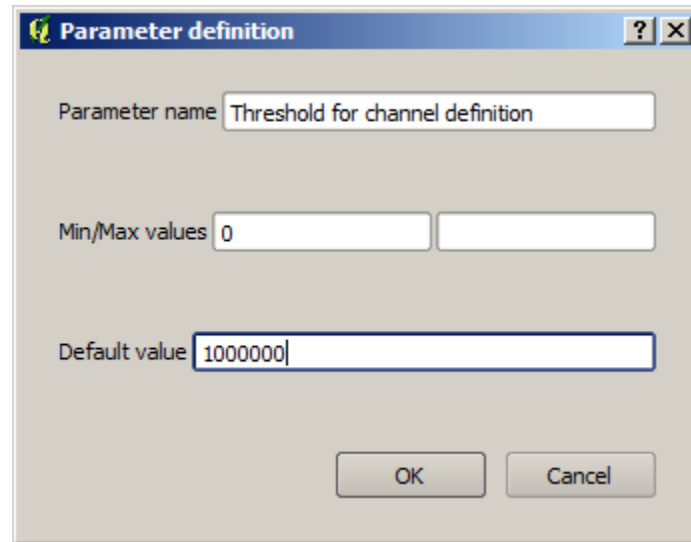 Parameter definition
Parameter name Threshold for channel definition
Min/Max values 0
Default value 1000000
OK Cancel